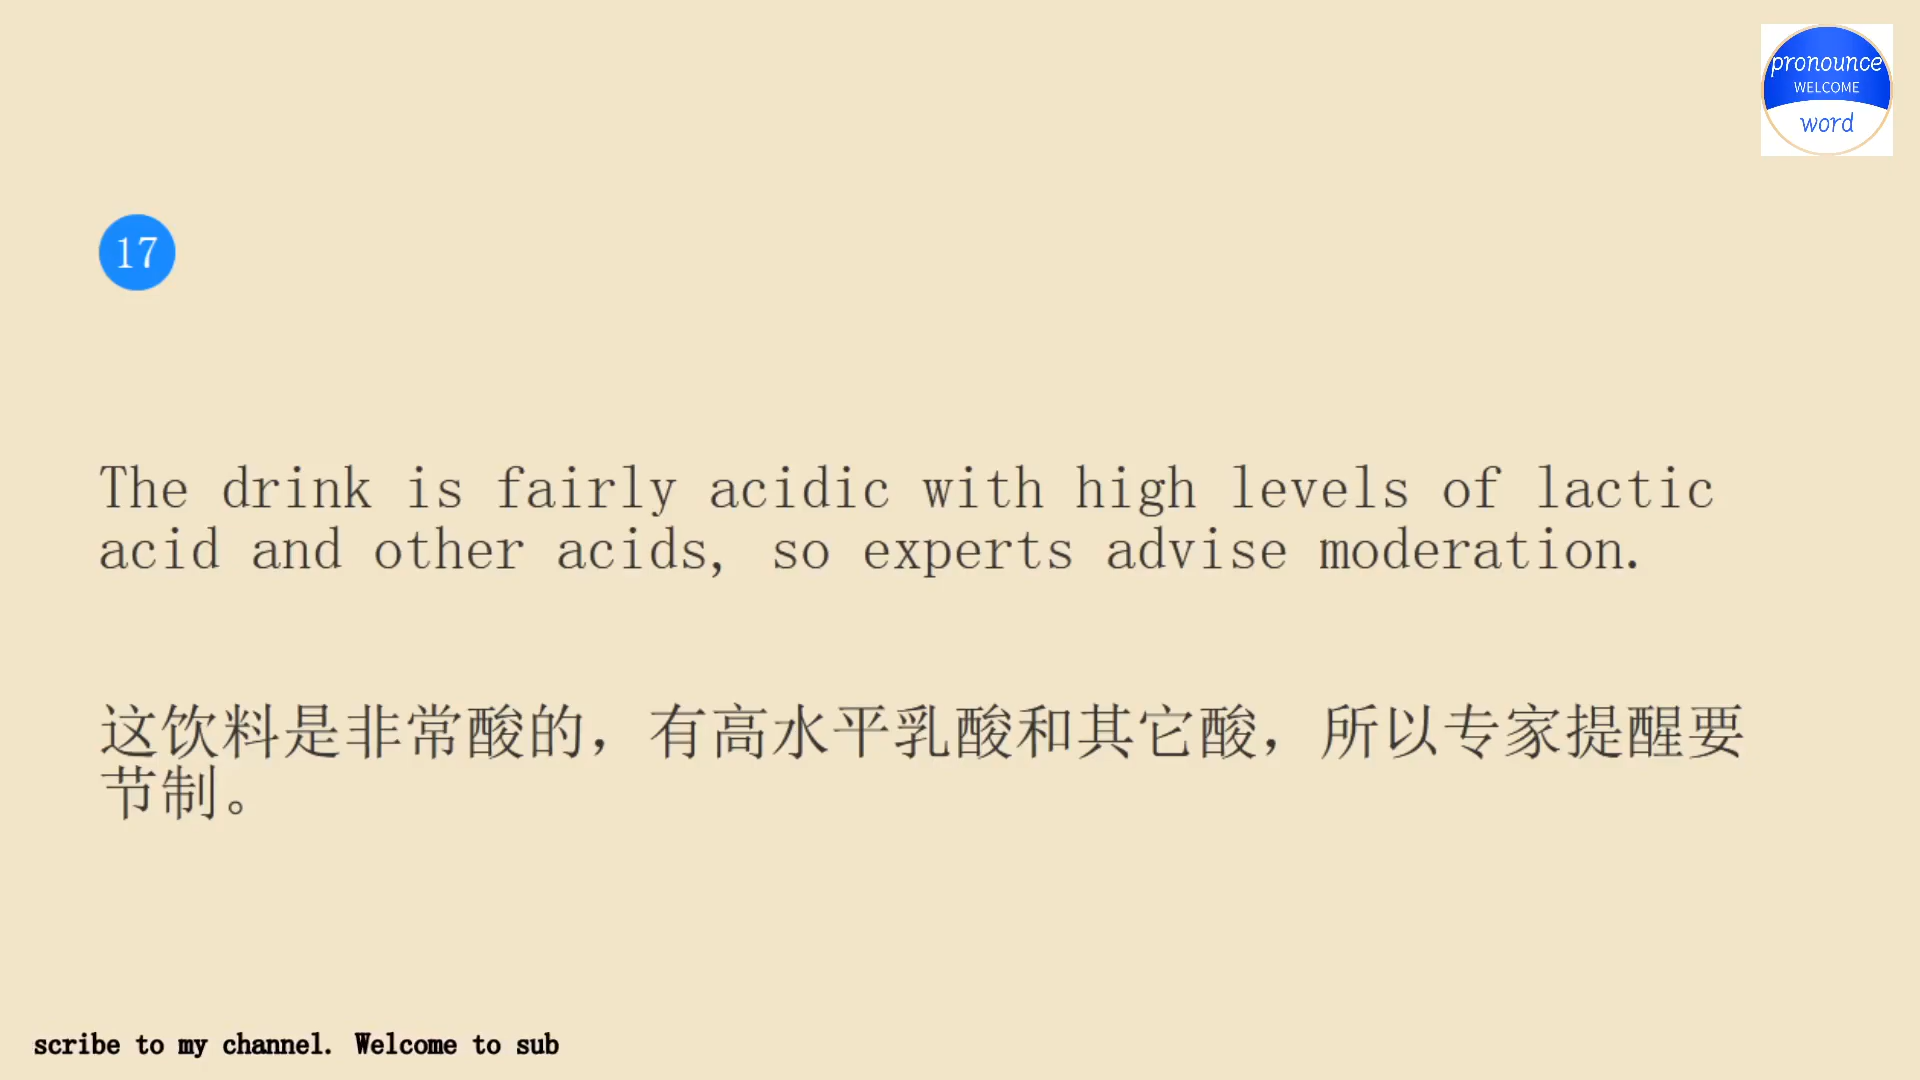 pronounce
WELCOME
word
17
The drink is fairly acidic with high levels of lactic
acid and other acids, so experts advise moderation.
这饮料是非常酸的，有高水平乳酸和其它酸，所以专家提醒要
节制。
scribe to my channel. Welcome to sub